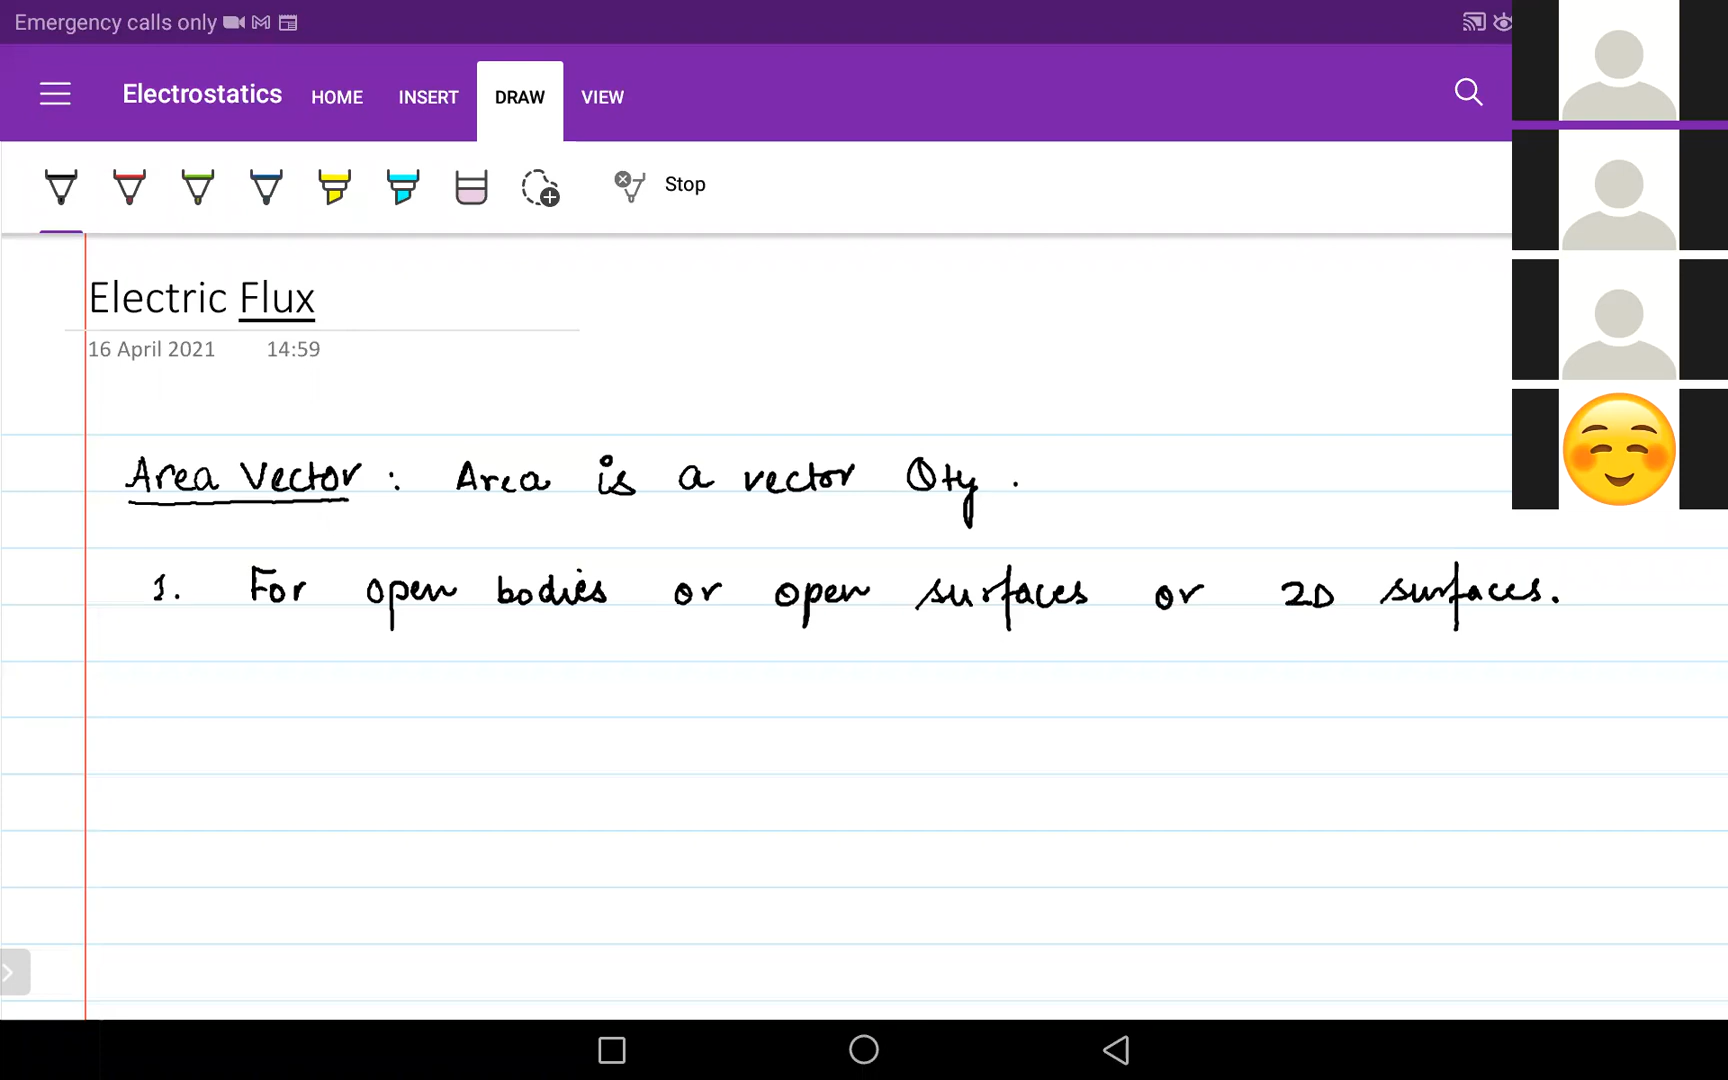 Emergency calls only
Electrostatics HOME INSERT DRAW VIEW
Stop
Electric Flux
16 April 2021 14:59
Area Vector : Area is a vector Qty .
1. For open bodies or open surfaces or 2D surfaces.